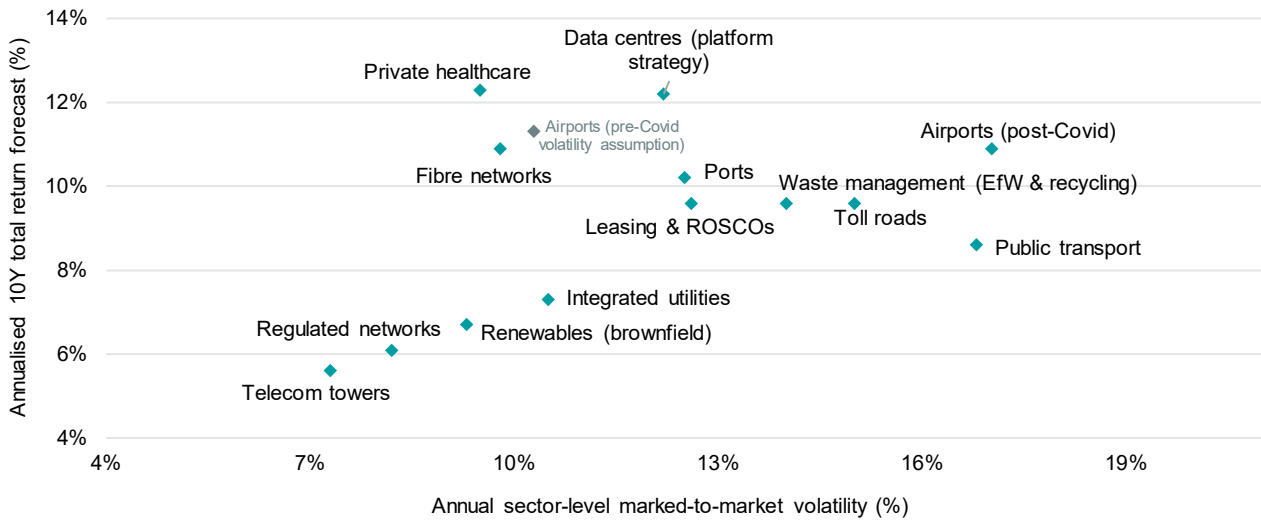 Annualised 10Y total return forecast (%)
14%
12%
10%
8%
6%
4%
Data centres (platform
strategy)
Private healthcare
Airports (pre-Covid
volatility assumption)
Airports (post-Covid)
Fibre networks
Ports
Waste management (EfW & recycling)
Leasing & ROSCOs
Toll roads
Public transport
Integrated utilities
Regulated networks
Renewables (brownfield)
Telecom towers
4%
7%
10%
13%
16%
19%
Annual sector-level marked-to-market volatility (%)